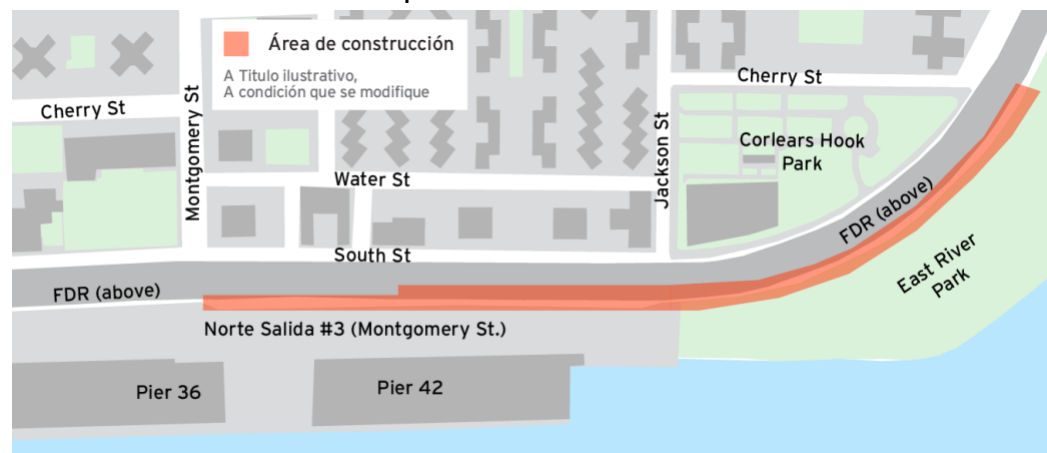 Área de construcción
A Titulo ilustrativo,
A condición que se modifique
Cherry St
Cherry St
Montgomery St
Jackson St
Corlears Hook
Park
Water St
South St
FDR (above)
FDR (above)
East River
Park
Norte Salida #3 (Montgomery St.)
Pier 36
Pier 42